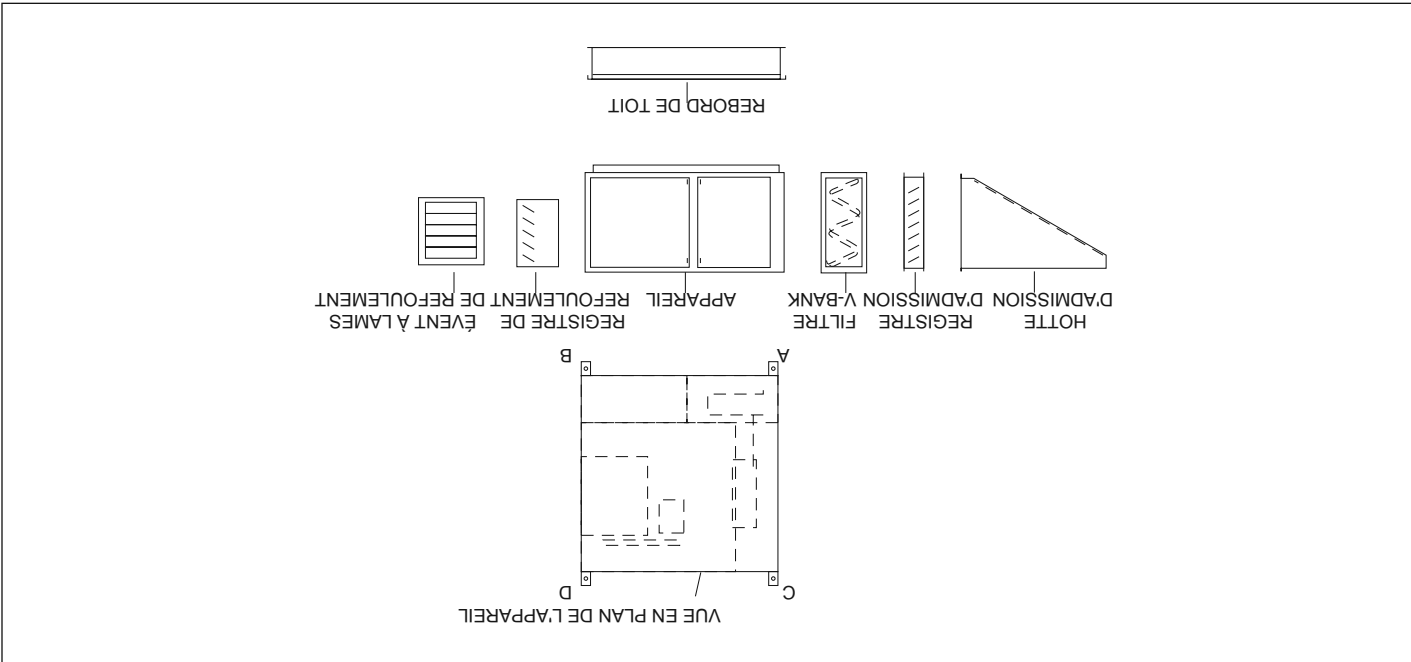 VUE EN PLAN DE L'APPAREIL
C
D
A
B
HOTTE
D'ADMISSION
REGISTRE
D'ADMISSION
FILTRE
V-BANK
APPAREIL
REGISTRE DE
REFOULEMENT
ÉVENT À LAMES
DE REFOULEMENT
REBORD DE TOIT